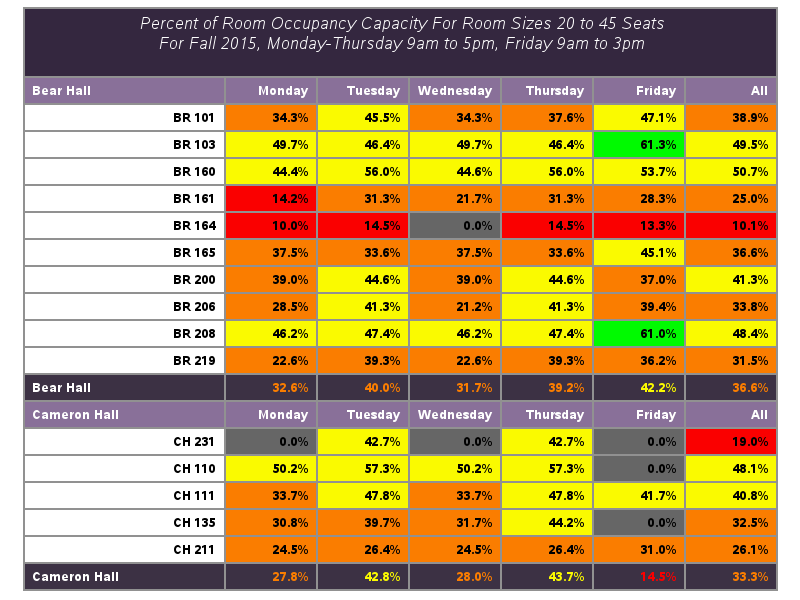 Percent of Room Occupancy Capacity For Room Sizes 20 to 45 Seats
For Fall 2015, Monday-Thursday 9am to 5pm, Friday 9am to 3pm
Bear Hall Monday Tuesday Wednesday Thursday Friday All
BR 101 34.3% 45.5% 34.3% 37.6% 47.1% 38.9%
BR 103 49.7% 46.4% 49.7% 46.4% 61.3% 49.5%
BR 160 44.4% 56.0% 44.6% 56.0% 53.7% 50.7%
BR 161 14.2% 31.3% 21.7% 31.3% 28.3% 25.0%
BR 164 10.0% 14.5% 0.0% 14.5% 13.3% 10.1%
BR 165 37.5% 33.6% 37.5% 33.6% 45.1% 36.6%
BR 200 39.0% 44.6% 39.0% 44.6% 37.0% 41.3%
BR 206 28.5% 41.3% 21.2% 41.3% 39.4% 33.8%
BR 208 46.2% 47.4% 46.2% 47.4% 61.0% 48.4%
BR 219 22.6% 39.3% 22.6% 39.3% 36.2% 31.5%
Bear Hall 32.6% 40.0% 31.7% 39.2% 42.2% 36.6%
Cameron Hall Monday Tuesday Wednesday Thursday Friday All
CH 231 0.0% 42.7% 0.0% 42.7% 0.0% 19.0%
CH 110 50.2% 57.3% 50.2% 57.3% 0.0% 48.1%
CH 111 33.7% 47.8% 33.7% 47.8% 41.7% 40.8%
CH 135 30.8% 39.7% 31.7% 44.2% 0.0% 32.5%
CH 211 24.5% 26.4% 24.5% 26.4% 31.0% 26.1%
Cameron Hall 27.8% 42.8% 28.0% 43.7% 14.5% 33.3%